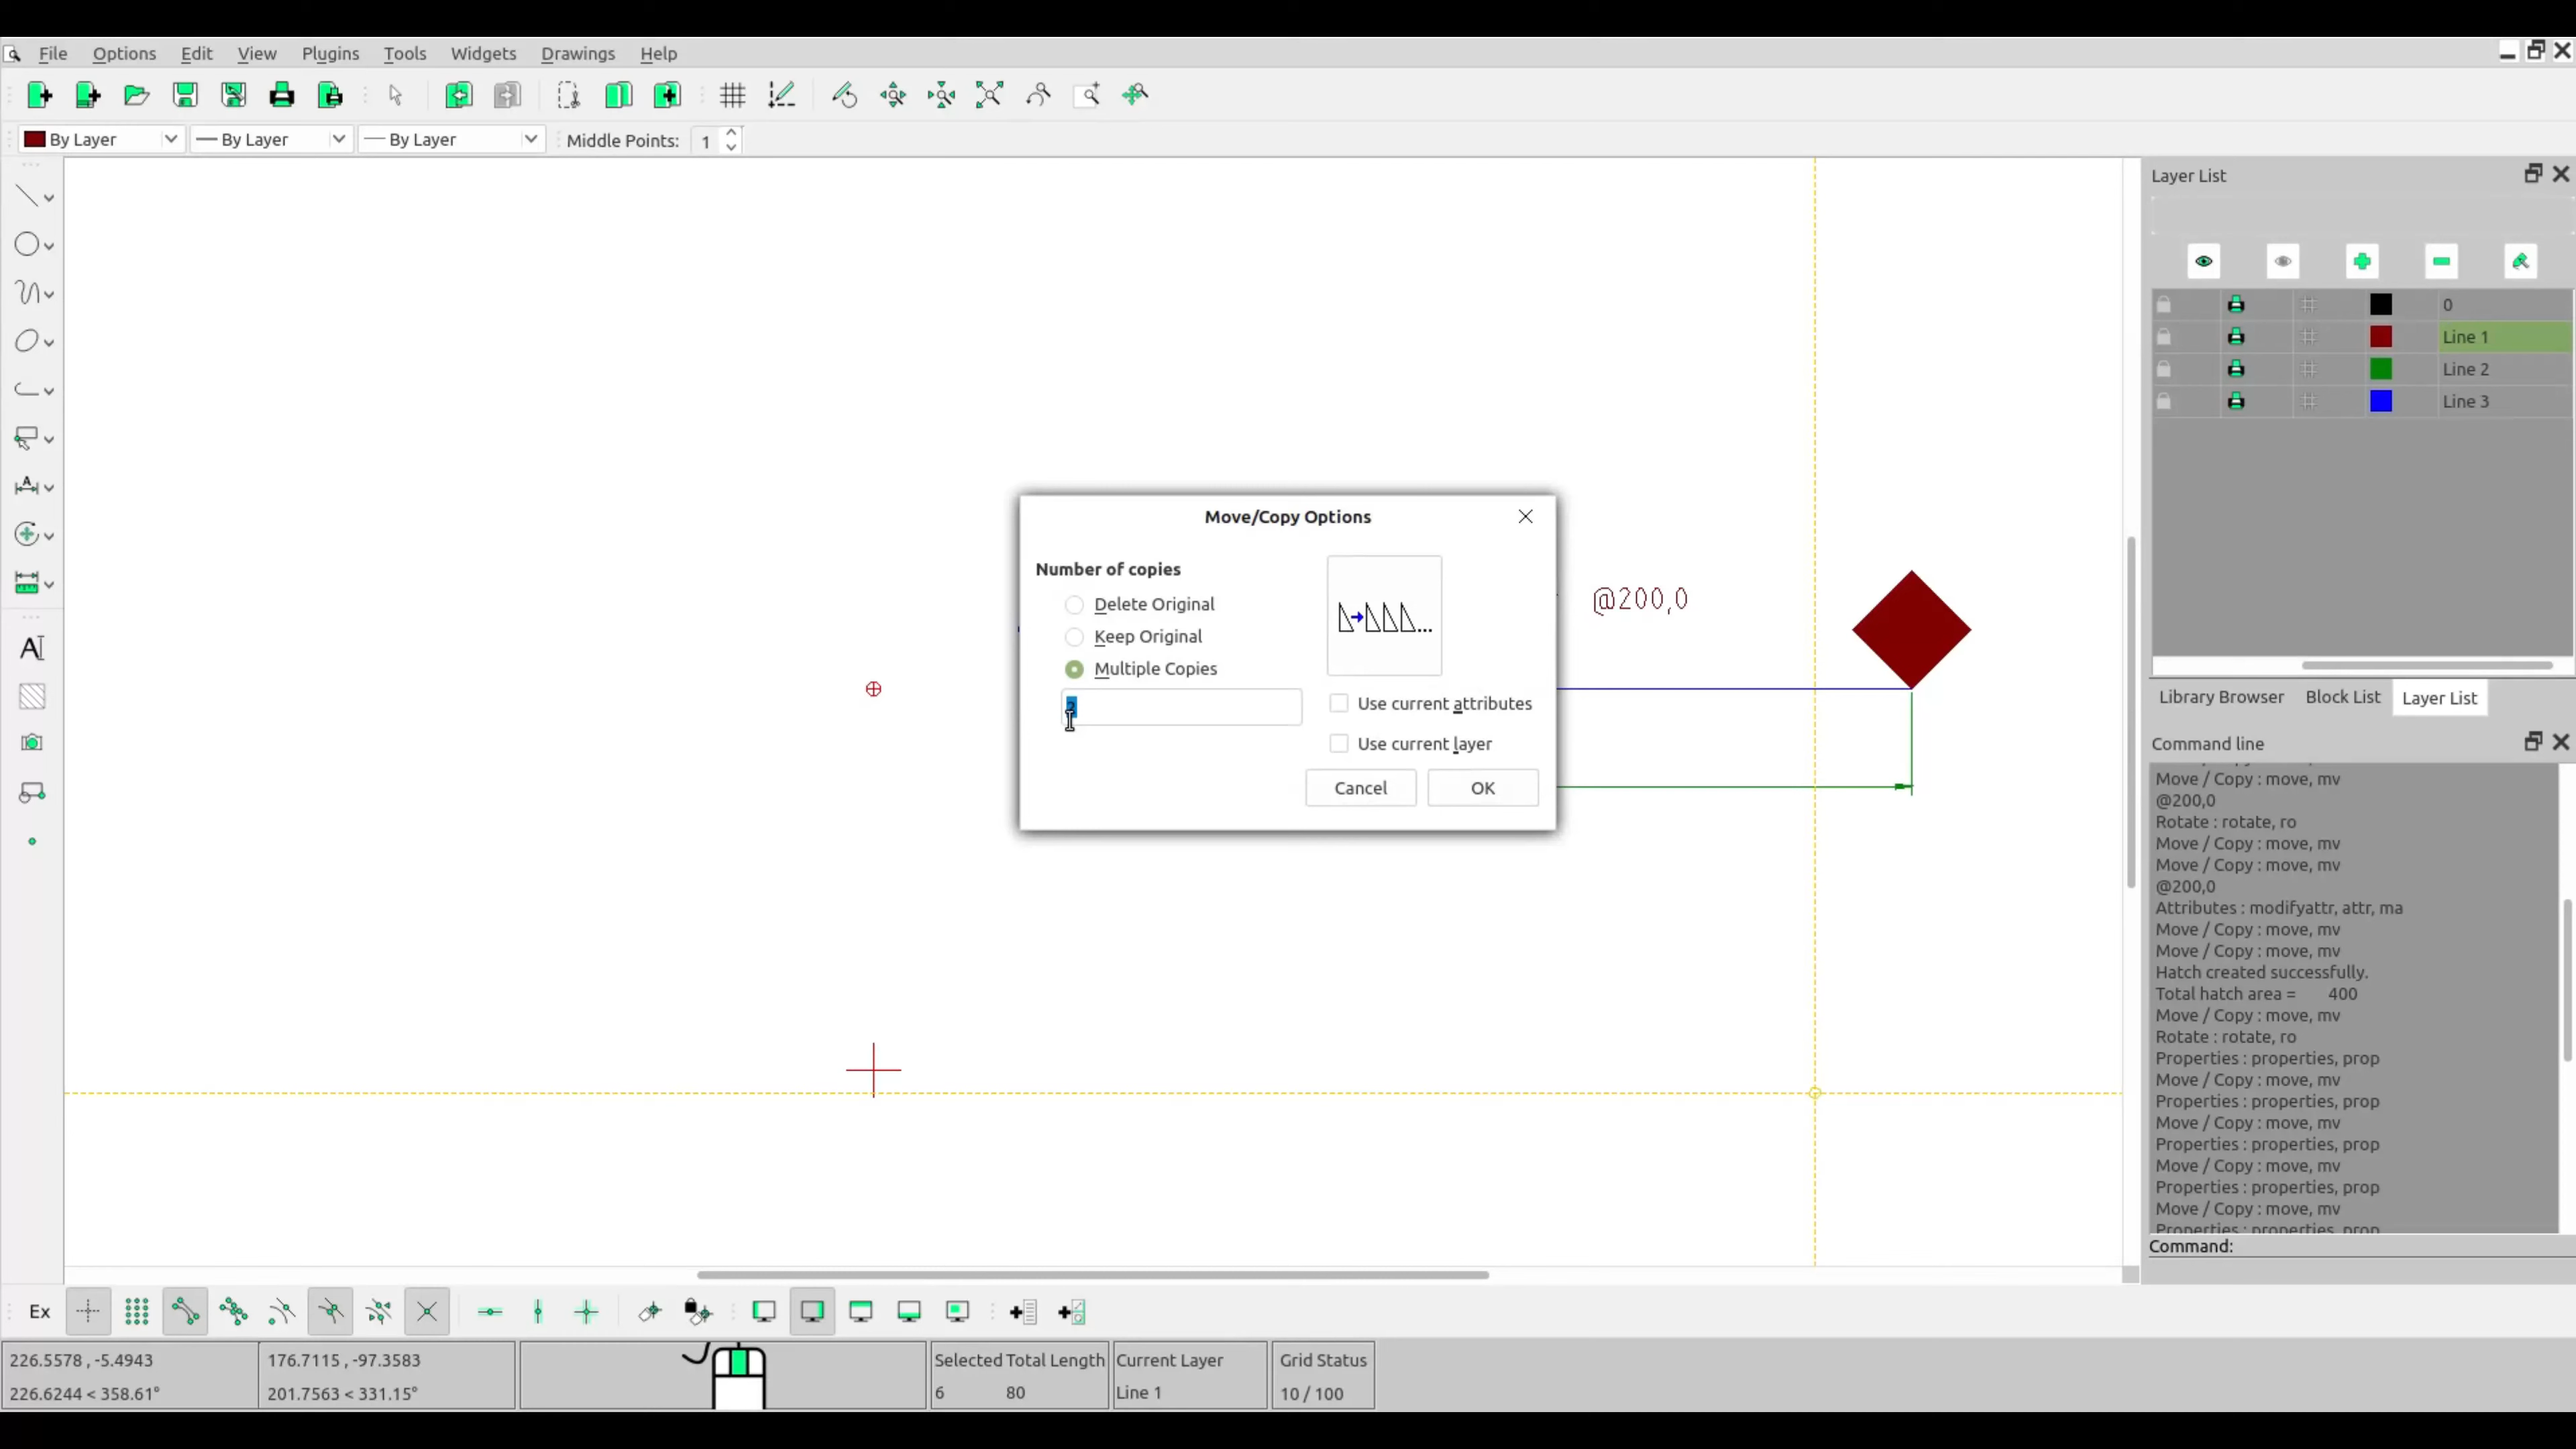 File Options Edit View Plugins Tools Widgets Drawings Help
By Layer By Layer By Layer Middle Points: 1
Layer List
0
Line 1
Line 2
Line 3
Move/Copy Options
Number of copies
Delete Original
Keep Original
Multiple Copies
Use current attributes
Use current layer
Cancel OK
@200,0
Library Browser Block List Layer List
Command line
Move / Copy : move, mv
@200,0
Rotate : rotate, ro
Move / Copy : move, mv
Move / Copy : move, mv
@200,0
Attributes : modifyattr, attr, ma
Move / Copy : move, mv
Move / Copy : move, mv
Hatch created successfully.
Total hatch area = 400
Move / Copy : move, mv
Rotate : rotate, ro
Properties : properties, prop
Move / Copy : move, mv
Properties : properties, prop
Move / Copy : move, mv
Properties : properties, prop
Move / Copy : move, mv
Properties : properties, prop
Move / Copy : move, mv
Properties : properties, prop
Command:
Ex
226.5578 , -5.4943 176.7115 , -97.3583 Selected Total Length Current Layer Grid Status
226.6244 < 358.61° 201.7563 < 331.15° 6 80 Line 1 10 / 100